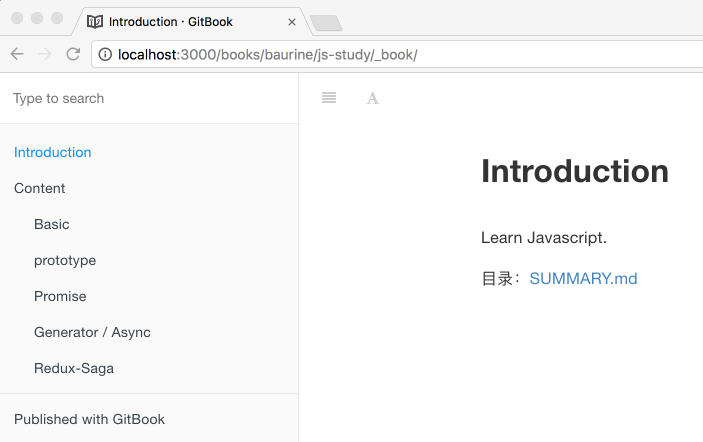 Introduction · GitBook
localhost:3000/books/baurine/js-study/_book/
Type to search
Introduction
Content
Basic
prototype
Promise
Generator / Async
Redux-Saga
Published with GitBook
A
Introduction
Learn Javascript.
目录：SUMMARY.md